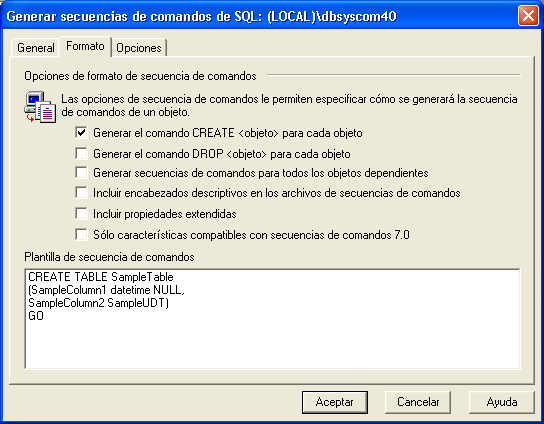 Generar secuencias de comandos de SQL: (LOCAL)\dbsyscom40
General Formato Opciones
Opciones de formato de secuencia de comandos
Las opciones de secuencia de comandos le permiten especificar cómo se generará la secuencia
de comandos de un objeto.
Generar el comando CREATE <objeto> para cada objeto
Generar el comando DROP <objeto> para cada objeto
Generar secuencias de comandos para todos los objetos dependientes
Incluir encabezados descriptivos en los archivos de secuencias de comandos
Incluir propiedades extendidas
Sólo características compatibles con secuencias de comandos 7.0
Plantilla de secuencia de comandos
CREATE TABLE SampleTable
(SampleColumn1 datetime NULL,
SampleColumn2 SampleUDT)
GO
Aceptar Cancelar Ayuda